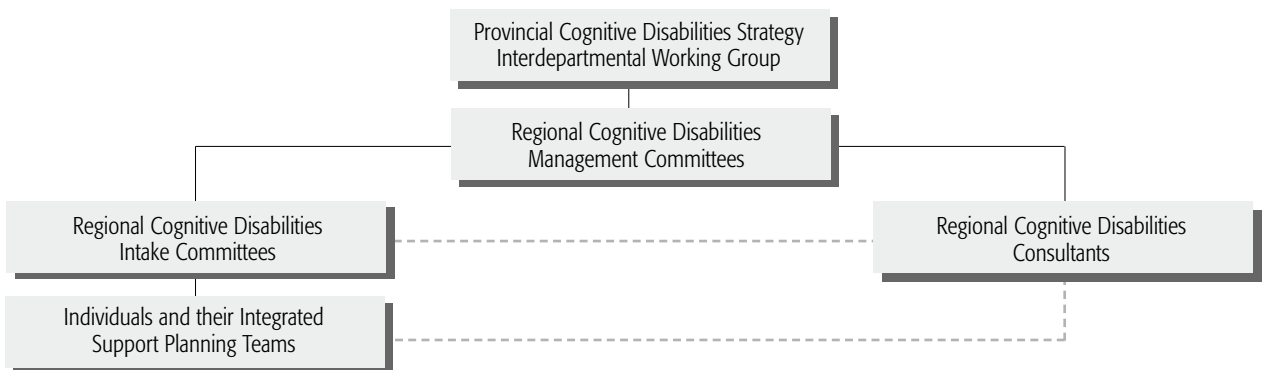 Provincial Cognitive Disabilities Strategy
Interdepartmental Working Group
Regional Cognitive Disabilities
Management Committees
Regional Cognitive Disabilities
Intake Committees
Regional Cognitive Disabilities
Consultants
Individuals and their Integrated
Support Planning Teams